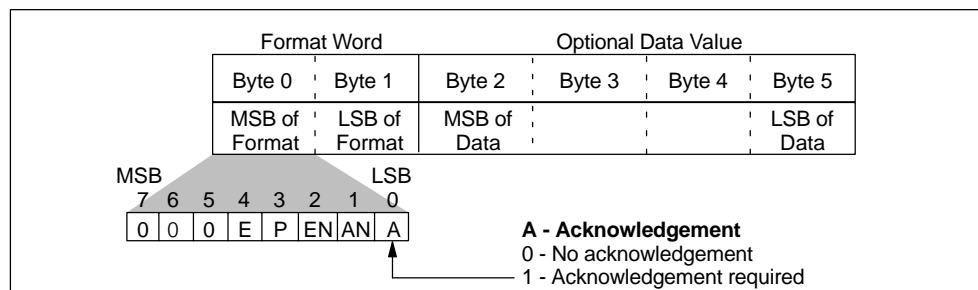 Format Word Optional Data Value
Byte 0 Byte 1 Byte 2 Byte 3 Byte 4 Byte 5
MSB of Format LSB of Format MSB of Data LSB of Data
MSB LSB
7 6 5 4 3 2 1 0
0 0 0 E P EN AN A
A - Acknowledgement
0 - No acknowledgement
1 - Acknowledgement required